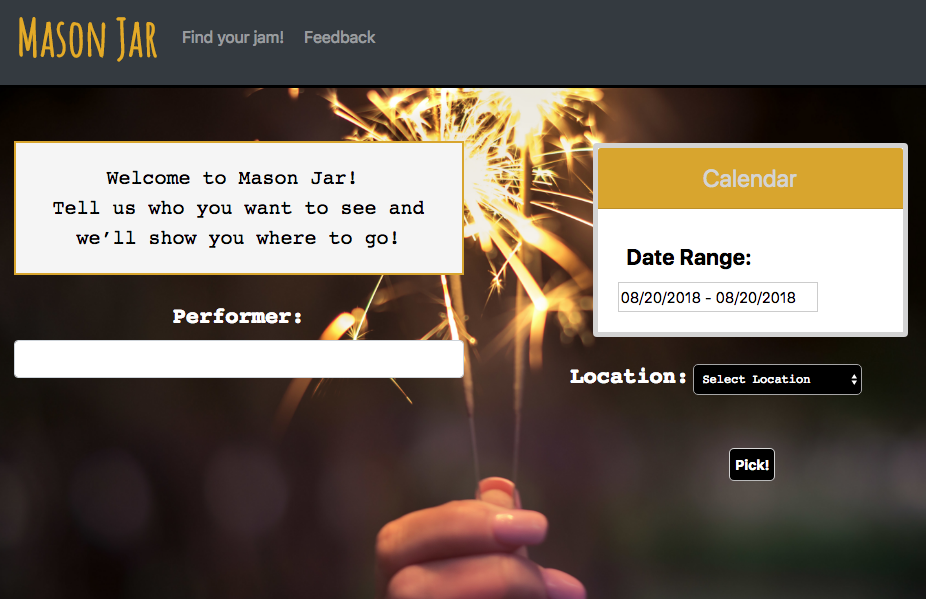 Mason Jar
Find your jam!
Feedback
Welcome to Mason Jar!
Tell us who you want to see and
we’ll show you where to go!
Performer:
Calendar
Date Range:
08/20/2018 - 08/20/2018
Location:
Select Location
Pick!